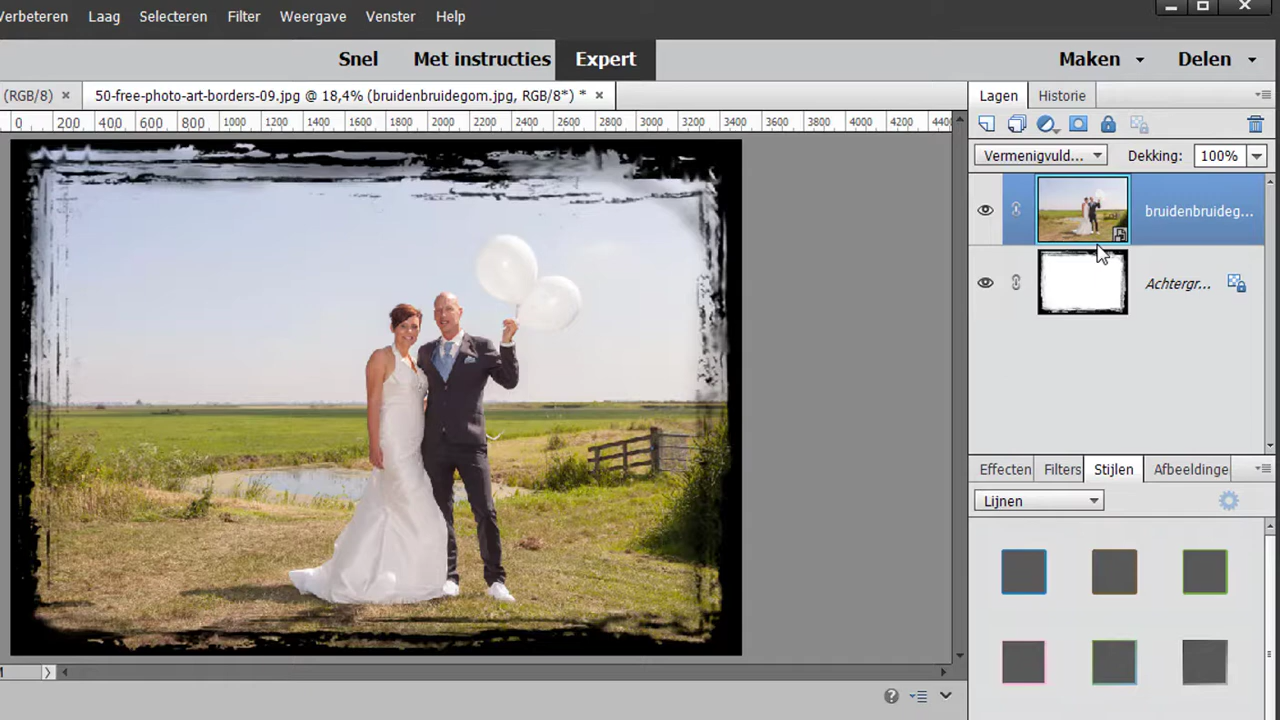 Verbeteren Laag Selecteren Filter Weergave Venster Help
Snel Met instructies Expert Maken Delen
(RGB/8) × 50-free-photo-art-borders-09.jpg @ 18,4% (bruidenbruidegom.jpg, RGB/8*) * ×
Lagen Historie
0 200 400 600 800 1000 1200 1400 1600 1800 2000 2200 2400 2600 2800 3000 3200 3400 3600 3800 4000 4200 4400
Vermenigvuld... Dekking: 100%
bruidenbruideg...
Achtergr...
Effecten Filters Stijlen Afbeeldinge
Lijnen